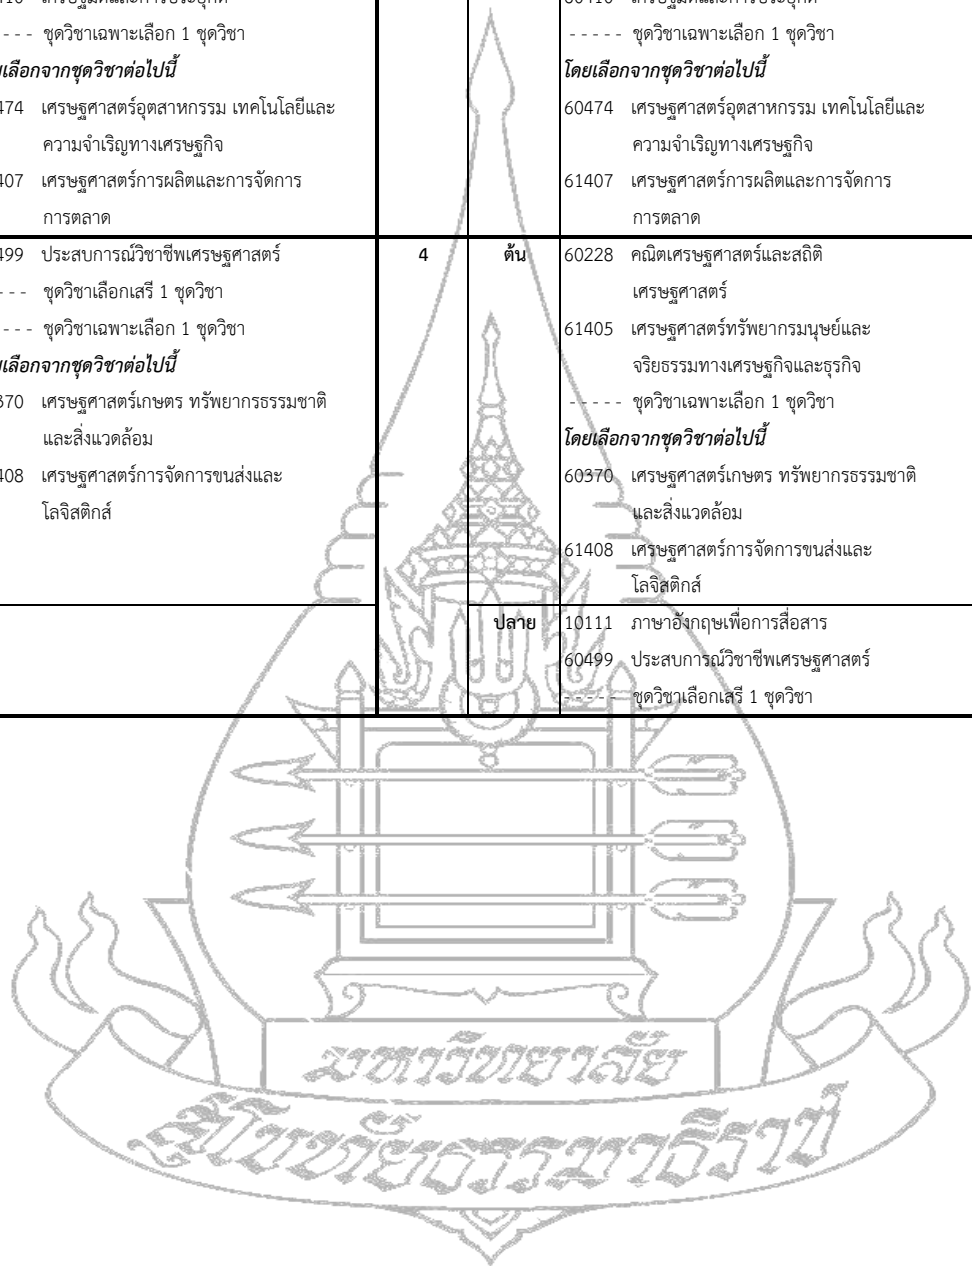 - - - - ชุดวิชาเฉพาะเลือก 1 ชุดวิชา
เลือกจากชุดวิชาต่อไปนี้
474 เศรษฐศาสตร์อุตสาหกรรม เทคโนโลยีและ
ความจำเริญทางเศรษฐกิจ
407 เศรษฐศาสตร์การผลิตและการจัดการ
การตลาด
499 ประสบการณ์วิชาชีพเศรษฐศาสตร์
- - - ชุดวิชาเลือกเสรี 1 ชุดวิชา
- - - - ชุดวิชาเฉพาะเลือก 1 ชุดวิชา
เลือกจากชุดวิชาต่อไปนี้
370 เศรษฐศาสตร์เกษตร ทรัพยากรธรรมชาติ
และสิ่งแวดล้อม
408 เศรษฐศาสตร์การจัดการขนส่งและ
โลจิสติกส์
- - - - - ชุดวิชาเฉพาะเลือก 1 ชุดวิชา
โดยเลือกจากชุดวิชาต่อไปนี้
60474 เศรษฐศาสตร์อุตสาหกรรม เทคโนโลยีและ
ความจำเริญทางเศรษฐกิจ
61407 เศรษฐศาสตร์การผลิตและการจัดการ
การตลาด
4 ต้น
60228 คณิตเศรษฐศาสตร์และสถิติ
เศรษฐศาสตร์
61405 เศรษฐศาสตร์ทรัพยากรมนุษย์และ
จริยธรรมทางเศรษฐกิจและธุรกิจ
- - - - - ชุดวิชาเฉพาะเลือก 1 ชุดวิชา
โดยเลือกจากชุดวิชาต่อไปนี้
60370 เศรษฐศาสตร์เกษตร ทรัพยากรธรรมชาติ
และสิ่งแวดล้อม
61408 เศรษฐศาสตร์การจัดการขนส่งและ
โลจิสติกส์
ปลาย
10111 ภาษาอังกฤษเพื่อการสื่อสาร
60499 ประสบการณ์วิชาชีพเศรษฐศาสตร์
- - - - - ชุดวิชาเลือกเสรี 1 ชุดวิชา
มหาวิทยาลัย
สุโขทัยธรรมาธิราช